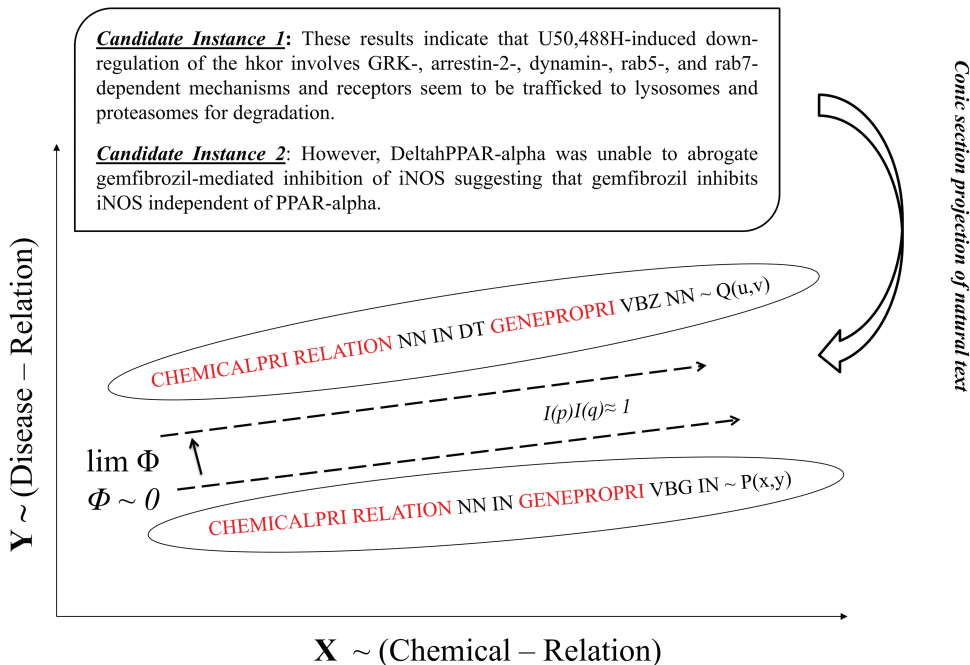 Candidate Instance 1: These results indicate that U50,488H-induced down-
regulation of the hkor involves GRK-, arrestin-2-, dynamin-, rab5-, and rab7-
dependent mechanisms and receptors seem to be trafficked to lysosomes and
proteasomes for degradation.
Candidate Instance 2: However, DeltahPPAR-alpha was unable to abrogate
gemfibrozil-mediated inhibition of iNOS suggesting that gemfibrozil inhibits
iNOS independent of PPAR-alpha.
Conic section projection of natural text
Y ~ (Disease – Relation)
CHEMICALPRI RELATION NN IN DT GENEPROPRI VBZ NN ~ Q(u,v)
I(p)I(q)≈ 1
lim Φ
Φ ~ 0
CHEMICALPRI RELATION NN IN GENEPROPRI VBG IN ~ P(x,y)
X ~ (Chemical – Relation)